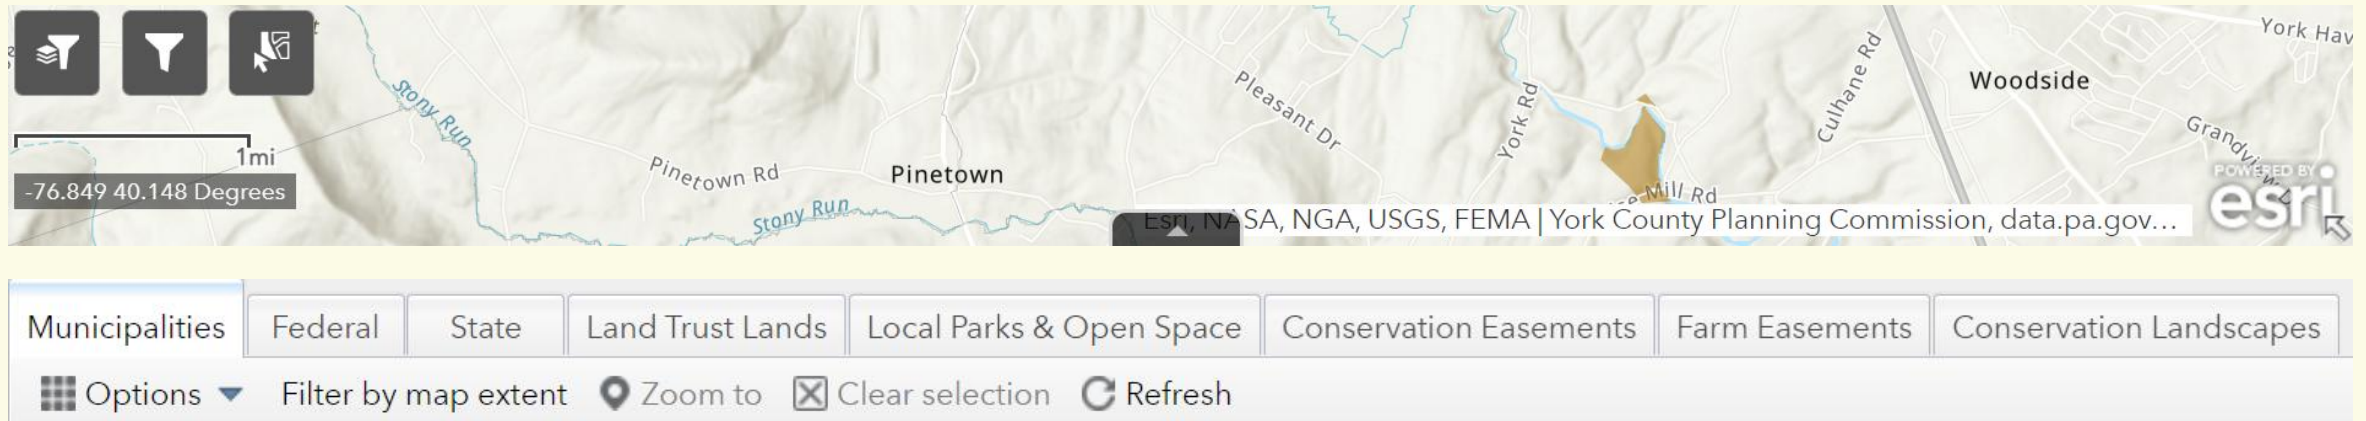 York Hav
Stony Run
Pleasant Dr
York Rd
Culhane Rd
Woodside
Grandview
1mi
Pinetown Rd
Pinetown
-76.849 40.148 Degrees
Mill Rd
Stony Run
POWERED BY
esri
Esri, NASA, NGA, USGS, FEMA | York County Planning Commission, data.pa.gov...
Municipalities Federal State Land Trust Lands Local Parks & Open Space Conservation Easements Farm Easements Conservation Landscapes
Options Filter by map extent Zoom to Clear selection Refresh